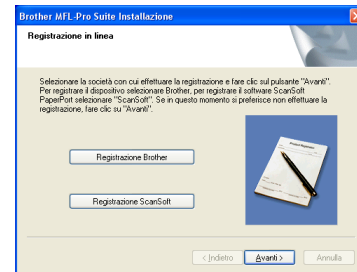 Brother MFL-Pro Suite Installazione
Registrazione in linea
Selezionare la società con cui effettuare la registrazione e fare clic sul pulsante "Avanti".
Per registrare il dispositivo selezionare Brother, per registrare il software ScanSoft
PaperPort selezionare "ScanSoft". Se in questo momento si preferisce non effettuare la
registrazione, fare clic su "Avanti".
Registrazione Brother
Registrazione ScanSoft
< Indietro
Avanti >
Annulla